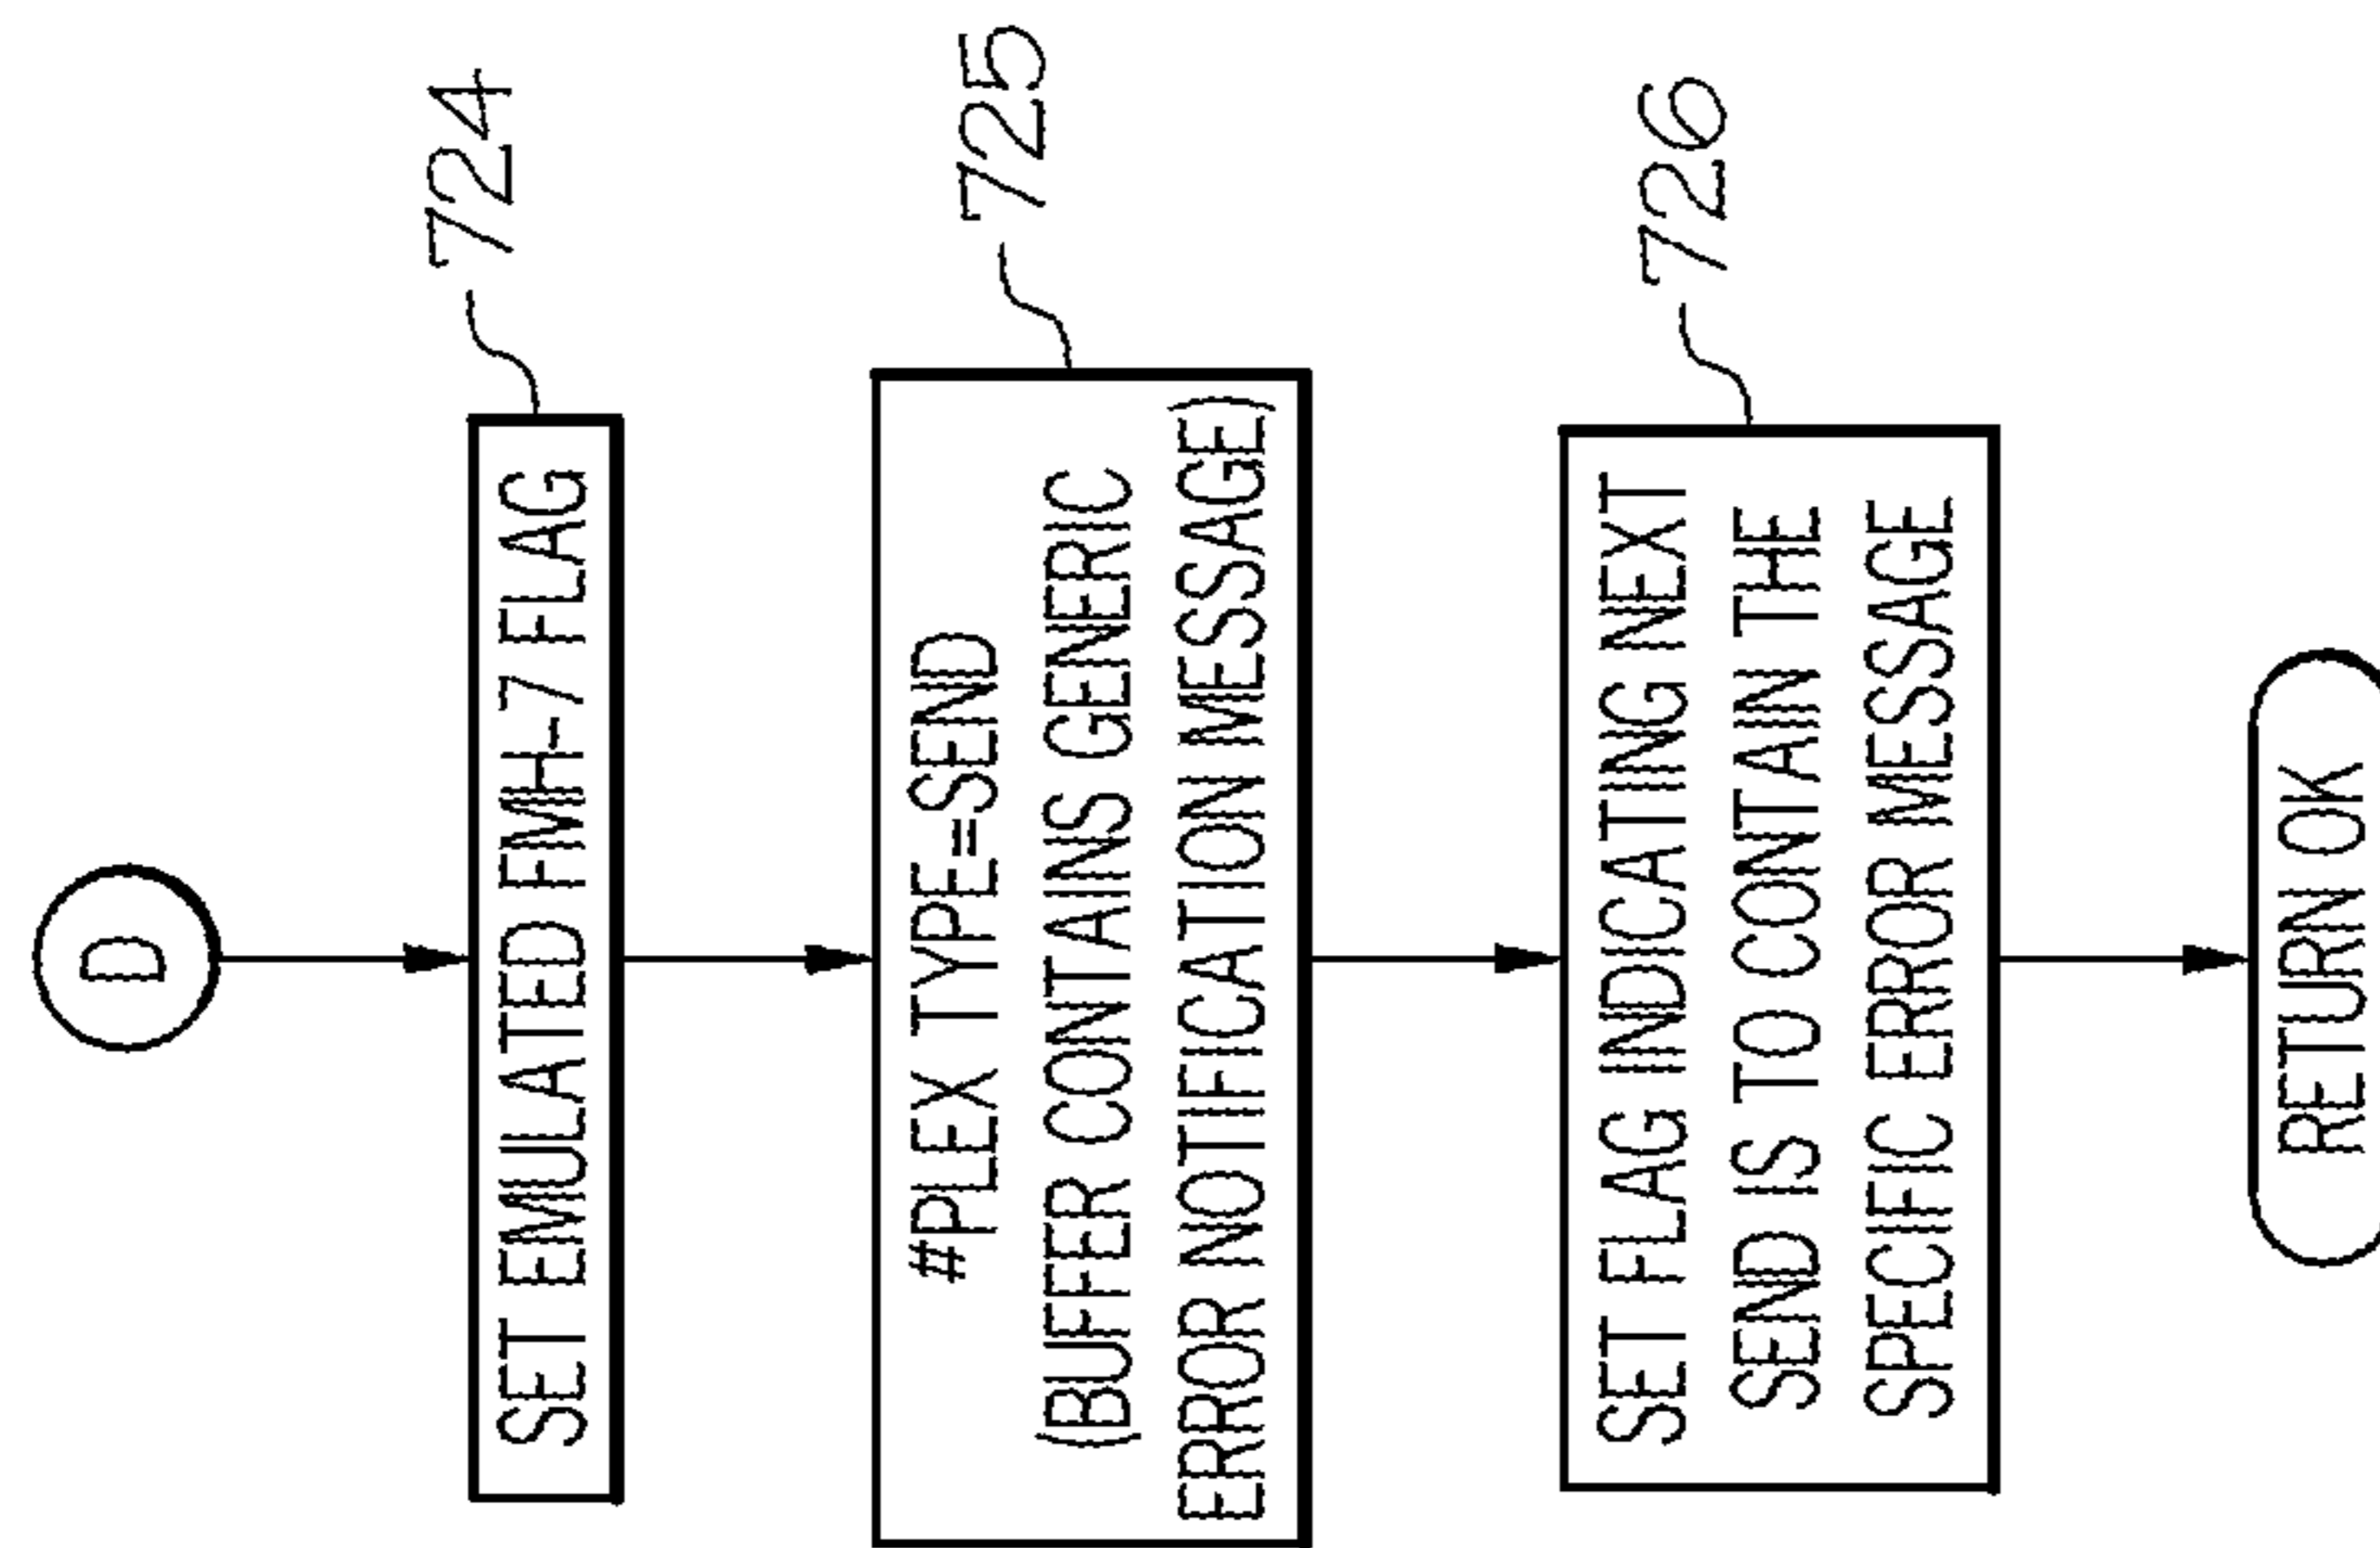 D
724
SET EMULATED FMH-7 FLAG
725
#PLEX TYPE=SEND
(BUFFER CONTAINS GENERIC
ERROR NOTIFICATION MESSAGE)
726
SET FLAG INDICATING NEXT
SEND IS TO CONTAIN THE
SPECIFIC ERROR MESSAGE
RETURN OK